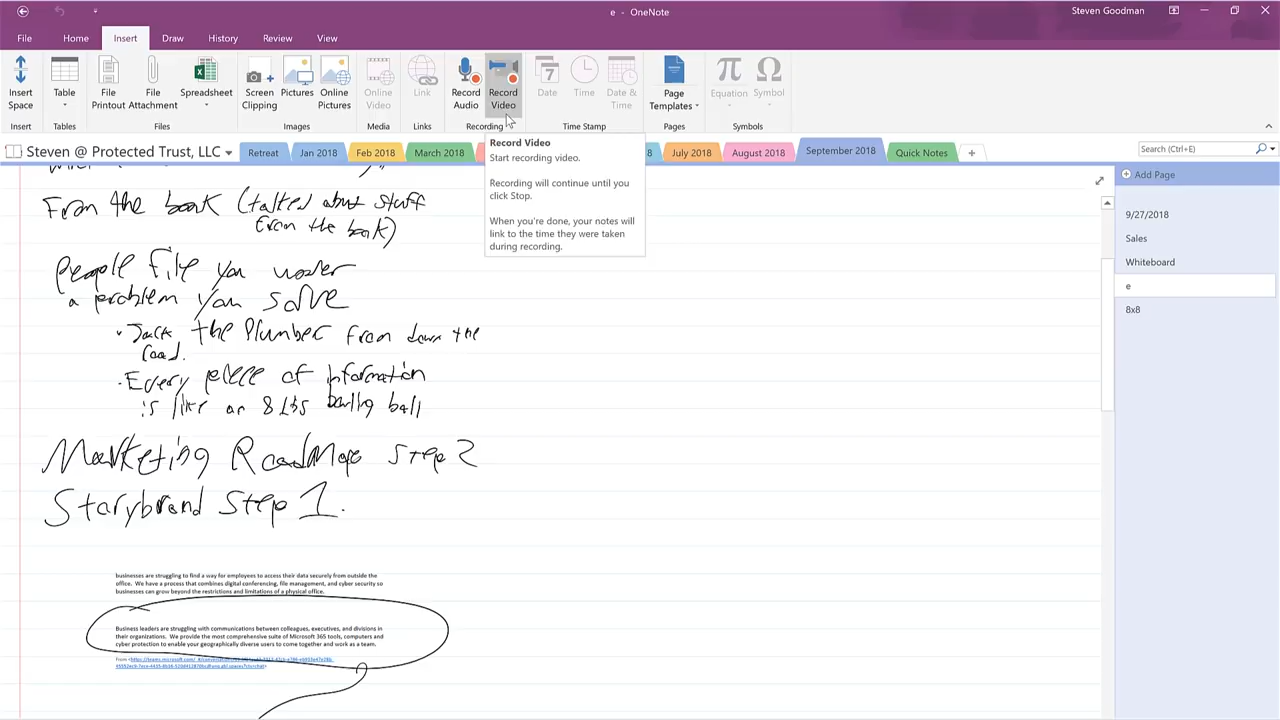 e - OneNote
Steven Goodman
File Home Insert Draw History Review View
Insert Space
Table
File Printout
File Attachment
Spreadsheet
Screen Clipping
Pictures
Online Pictures
Online Video
Link
Record Audio
Record Video
Date
Time
Date & Time
Page Templates
Equation
Symbol
Insert Tables Files Images Media Links Recording Time Stamp Pages Symbols
Steven @ Protected Trust, LLC Retreat Jan 2018 Feb 2018 March 2018 8 July 2018 August 2018 September 2018 Quick Notes
Search (Ctrl+E)
Record Video
Start recording video.
Recording will continue until you
click Stop.
When you're done, your notes will
link to the time they were taken
during recording.
Add Page
9/27/2018
Sales
Whiteboard
e
8x8
From the book (talked about stuff
from the book)
People file you under
a problem you solve
Jack the Plumber from down the
road.
Every piece of information
is like an 8 Lbs bowling ball
Marketing RoadMap Step 2
Storybrand Step 1.
businesses are struggling to find a way for employees to access their data securely from outside the
office. We have a process that combines digital conferencing, file management, and cyber security so
businesses can grow beyond the restrictions and limitations of a physical office.
Business leaders are struggling with communications between colleagues, executives, and divisions in
their organizations. We provide the most comprehensive suite of Microsoft 365 tools, computers and
cyber protection to enable your geographically diverse users to come together and work as a team.